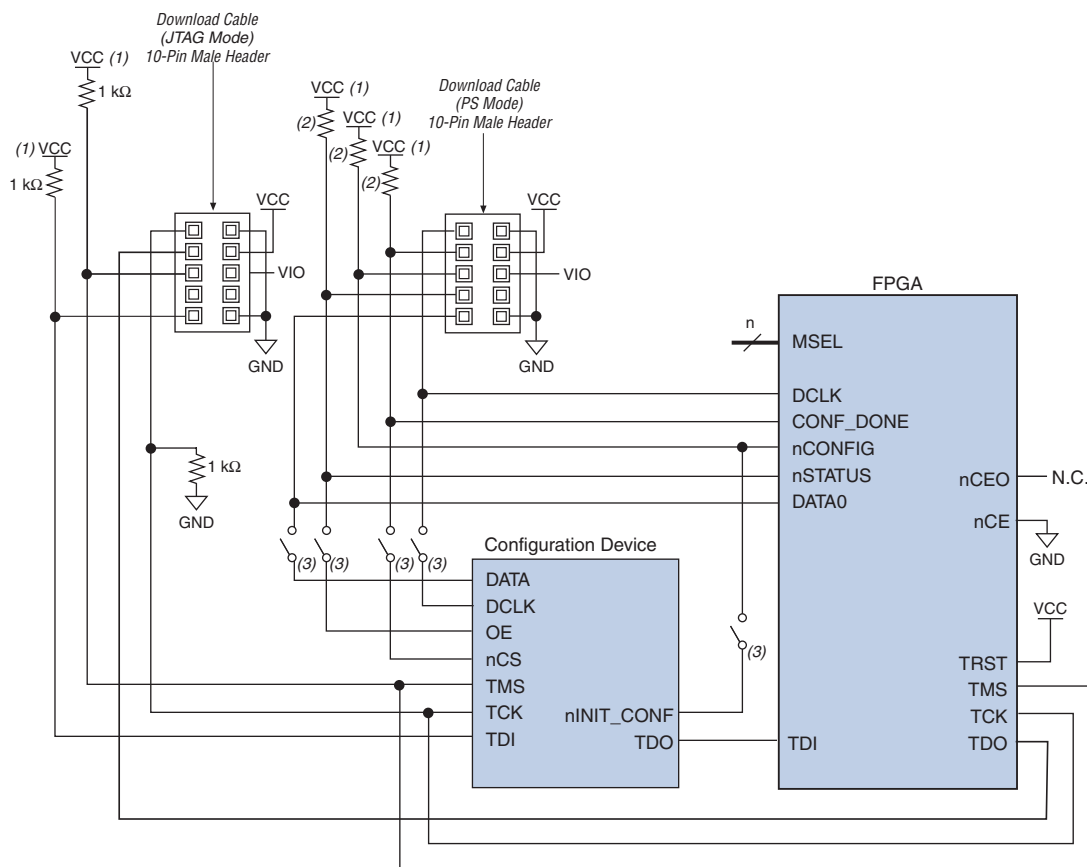 Download Cable
(JTAG Mode)
10-Pin Male Header
VCC (1)
1 kΩ
(1) VCC
1 kΩ
VCC
VIO
GND
1 kΩ
GND
Download Cable
(PS Mode)
10-Pin Male Header
VCC (1)
(2)
VCC (1)
(2)
VCC (1)
(2)
VCC
VIO
GND
FPGA
n
MSEL
DCLK
CONF_DONE
nCONFIG
nSTATUS
DATA0
nCEO
N.C.
nCE
GND
VCC
TRST
TMS
TCK
TDO
TDI
(3)
(3)
(3)
(3)
(3)
Configuration Device
DATA
DCLK
OE
nCS
TMS
TCK
TDI
nINIT_CONF
TDO